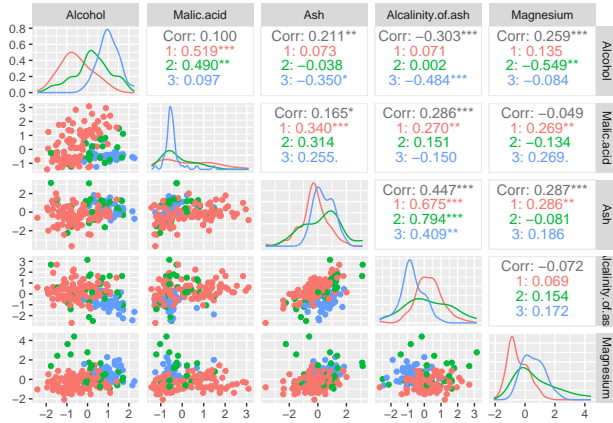 Alcohol Malic.acid Ash Alcalinity.of.ash Magnesium
0.8 Corr: 0.100 Corr: 0.211** Corr: −0.303*** Corr: 0.259***
0.6 1: 0.519*** 1: 0.073 1: 0.071 1: 0.135
0.4 2: 0.490** 2: −0.038 2: 0.002 2: −0.549**
0.2 3: 0.097 3: −0.350* 3: −0.484*** 3: −0.084
0.0
Alcohol
3 Corr: 0.165* Corr: 0.286*** Corr: −0.049
2 1: 0.340*** 1: 0.270** 1: 0.269**
1 2: 0.314 2: 0.151 2: −0.134
0 3: 0.255. 3: −0.150 3: 0.269.
−1
Malic.acid
2 Corr: 0.447*** Corr: 0.287***
0 1: 0.675*** 1: 0.286**
−2 2: 0.794*** 2: −0.081
3: 0.409** 3: 0.186
Ash
3 Corr: −0.072
2 1: 0.069
1 2: 0.154
0 3: 0.172
−1
−2
lcalinity.of.as
4
2
0
−2
Magnesium
−2 −1 0 1 2 −1 0 1 2 3 −2 0 2 −2 −1 0 1 2 3 −2 0 2 4